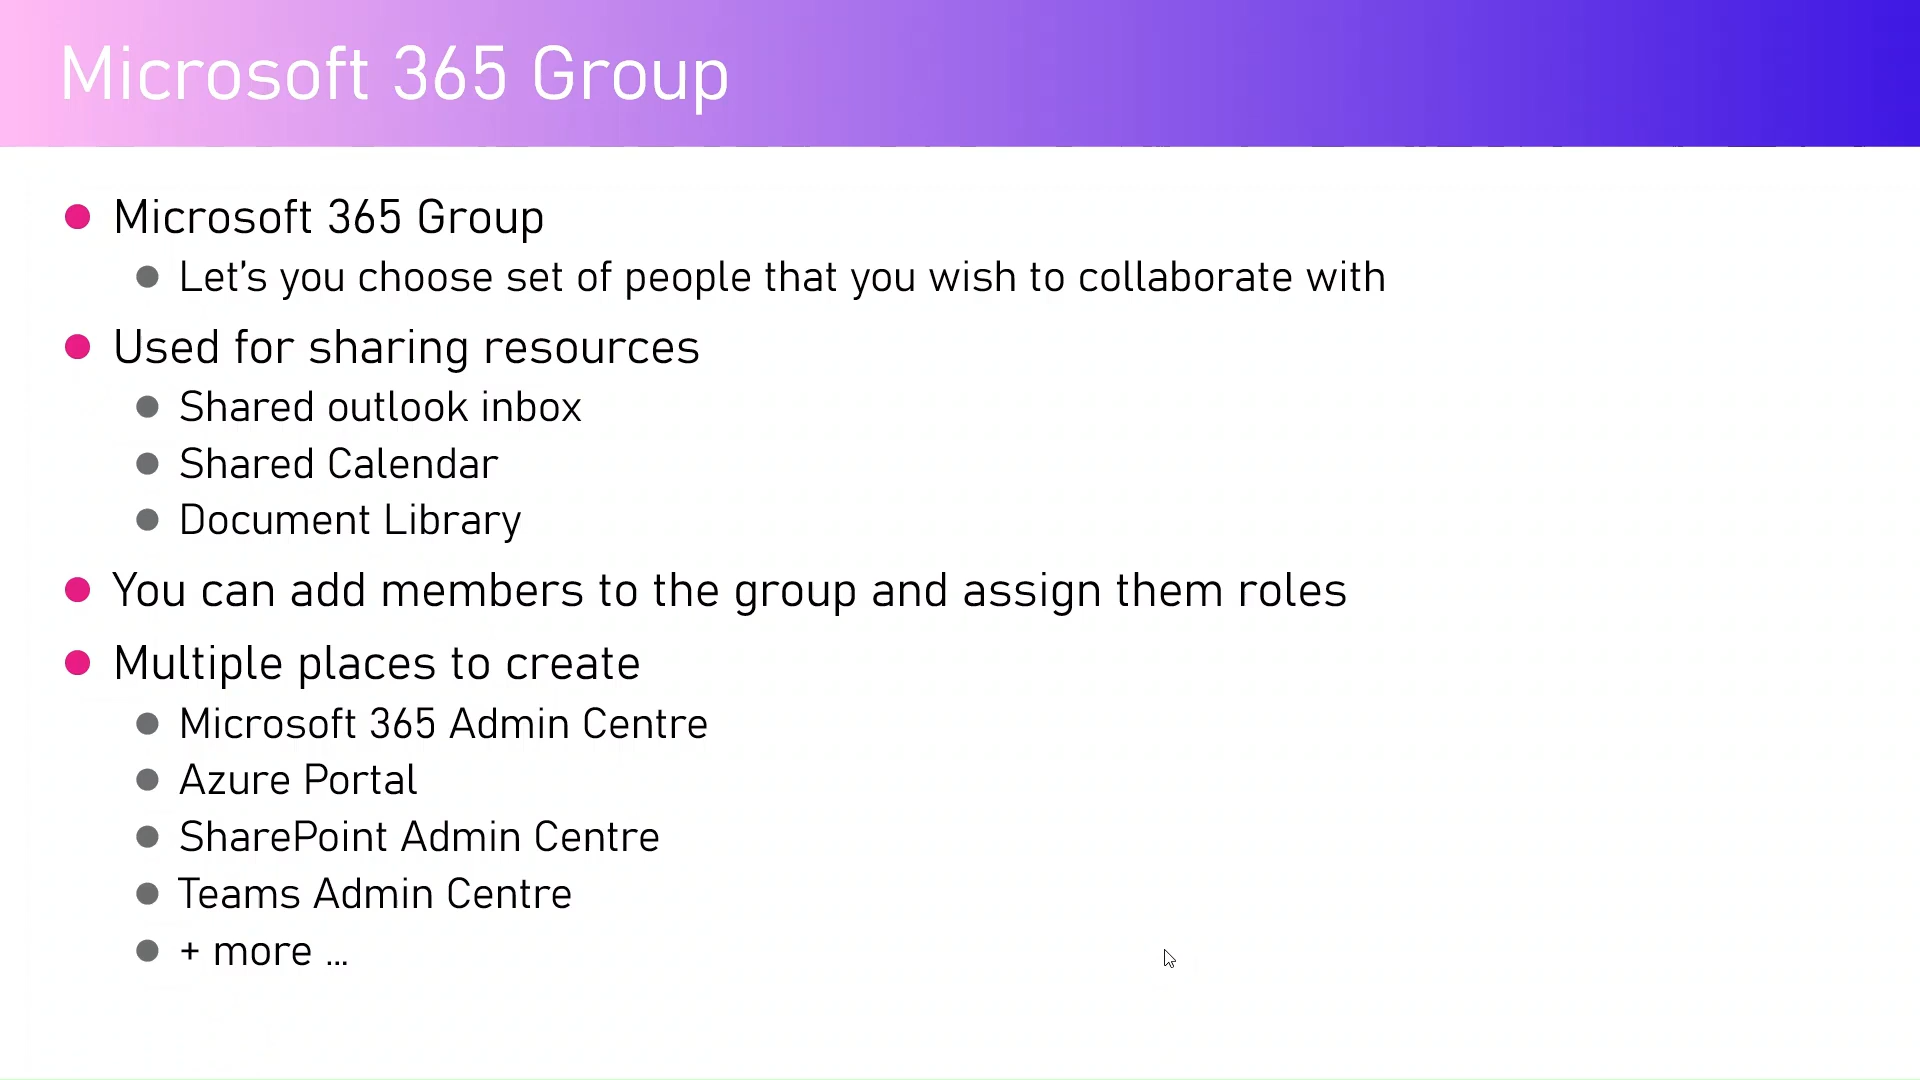 Microsoft 365 Group
Microsoft 365 Group
Let's you choose set of people that you wish to collaborate with
Used for sharing resources
Shared outlook inbox
Shared Calendar
Document Library
You can add members to the group and assign them roles
Multiple places to create
Microsoft 365 Admin Centre
Azure Portal
SharePoint Admin Centre
Teams Admin Centre
+ more ...